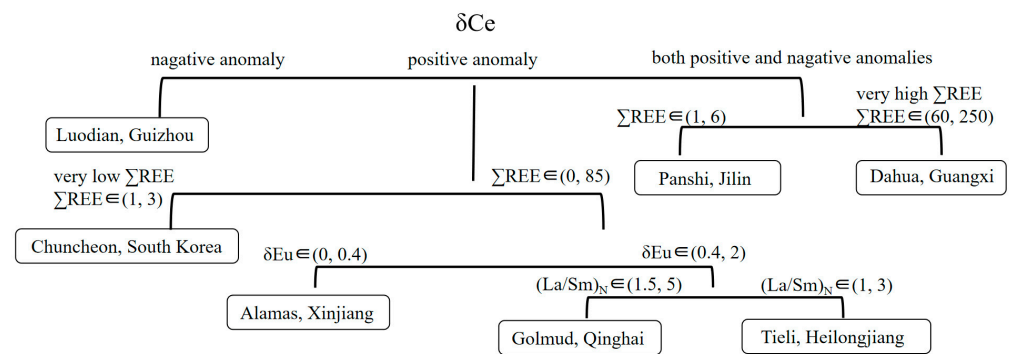 δCe
nagative anomaly
positive anomaly
both positive and nagative anomalies
Luodian, Guizhou
∑REE∈(1, 6)
very high ∑REE
∑REE∈(60, 250)
Panshi, Jilin
Dahua, Guangxi
very low ∑REE
∑REE∈(1, 3)
∑REE∈(0, 85)
Chuncheon, South Korea
δEu∈(0, 0.4)
δEu∈(0.4, 2)
Alamas, Xinjiang
(La/Sm)N∈(1.5, 5)
(La/Sm)N∈(1, 3)
Golmud, Qinghai
Tieli, Heilongjiang